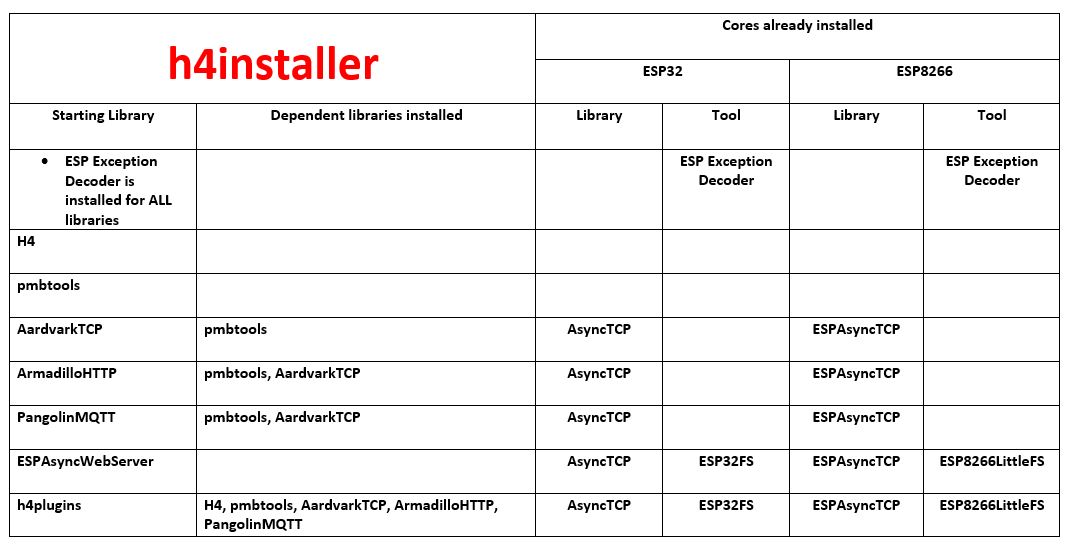 h4installer
Cores already installed
ESP32
ESP8266
Starting Library
Dependent libraries installed
Library
Tool
Library
Tool
• ESP Exception
Decoder is
installed for ALL
libraries
ESP Exception
Decoder
ESP Exception
Decoder
H4
pmbtools
AardvarkTCP
pmbtools
AsyncTCP
ESPAsyncTCP
ArmadilloHTTP
pmbtools, AardvarkTCP
AsyncTCP
ESPAsyncTCP
PangolinMQTT
pmbtools, AardvarkTCP
AsyncTCP
ESPAsyncTCP
ESPAsyncWebServer
AsyncTCP
ESP32FS
ESPAsyncTCP
ESP8266LittleFS
h4plugins
H4, pmbtools, AardvarkTCP, ArmadilloHTTP,
PangolinMQTT
AsyncTCP
ESP32FS
ESPAsyncTCP
ESP8266LittleFS